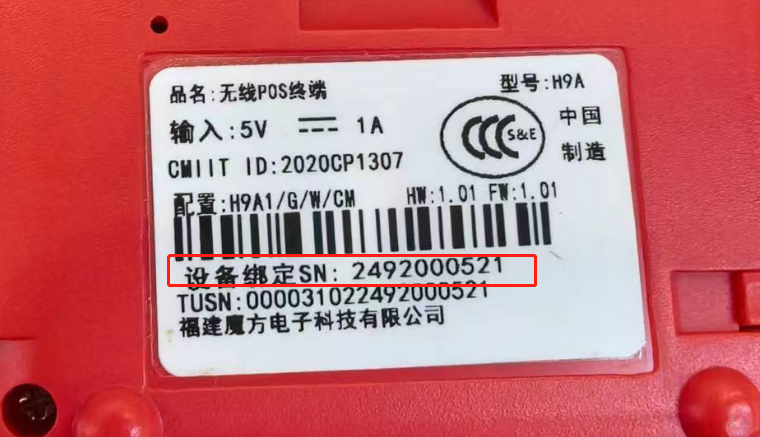 品名:无线POS终端
型号:H9A
输入:5V 1A
CCC S&E
中国
制造
CMIIT ID:2020CP1307
配置:H9A1/G/W/CM HW:1.01 FW:1.01
设备绑定SN: 2492000521
TUSN:000031022492000521
福建魔方电子科技有限公司